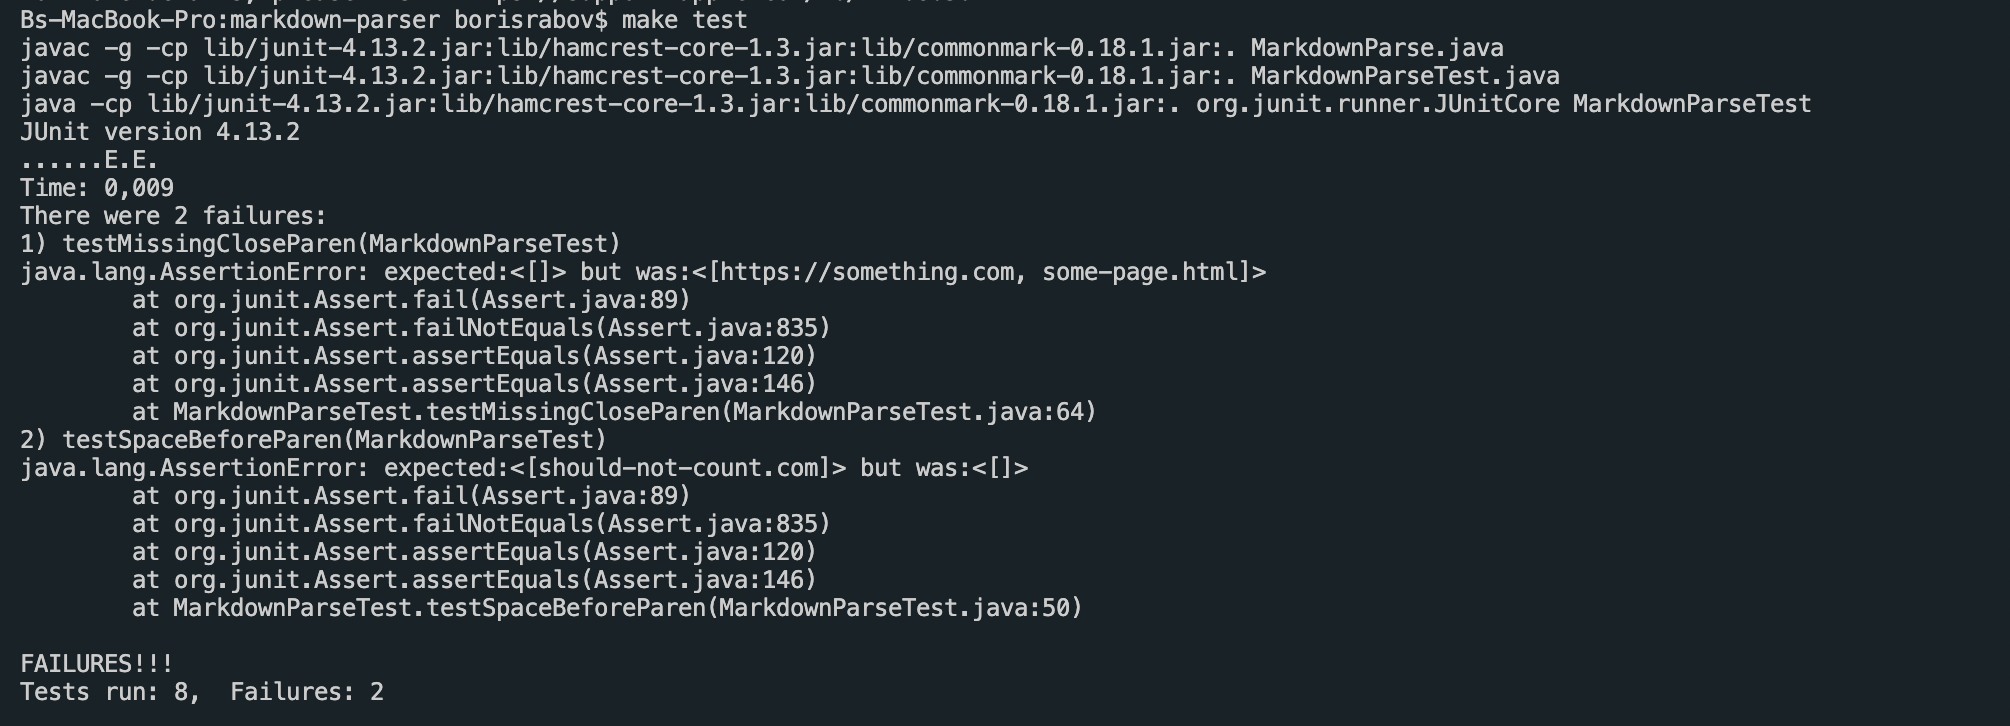 Bs-MacBook-Pro:markdown-parser borisrabov$ make test
javac -g -cp lib/junit-4.13.2.jar:lib/hamcrest-core-1.3.jar:lib/commonmark-0.18.1.jar:. MarkdownParse.java
javac -g -cp lib/junit-4.13.2.jar:lib/hamcrest-core-1.3.jar:lib/commonmark-0.18.1.jar:. MarkdownParseTest.java
java -cp lib/junit-4.13.2.jar:lib/hamcrest-core-1.3.jar:lib/commonmark-0.18.1.jar:. org.junit.runner.JUnitCore MarkdownParseTest
JUnit version 4.13.2
......E.E.
Time: 0,009
There were 2 failures:
1) testMissingCloseParen(MarkdownParseTest)
java.lang.AssertionError: expected:<[]> but was:<[https://something.com, some-page.html]>
        at org.junit.Assert.fail(Assert.java:89)
        at org.junit.Assert.failNotEquals(Assert.java:835)
        at org.junit.Assert.assertEquals(Assert.java:120)
        at org.junit.Assert.assertEquals(Assert.java:146)
        at MarkdownParseTest.testMissingCloseParen(MarkdownParseTest.java:64)
2) testSpaceBeforeParen(MarkdownParseTest)
java.lang.AssertionError: expected:<[should-not-count.com]> but was:<[]>
        at org.junit.Assert.fail(Assert.java:89)
        at org.junit.Assert.failNotEquals(Assert.java:835)
        at org.junit.Assert.assertEquals(Assert.java:120)
        at org.junit.Assert.assertEquals(Assert.java:146)
        at MarkdownParseTest.testSpaceBeforeParen(MarkdownParseTest.java:50)

FAILURES!!!
Tests run: 8,  Failures: 2